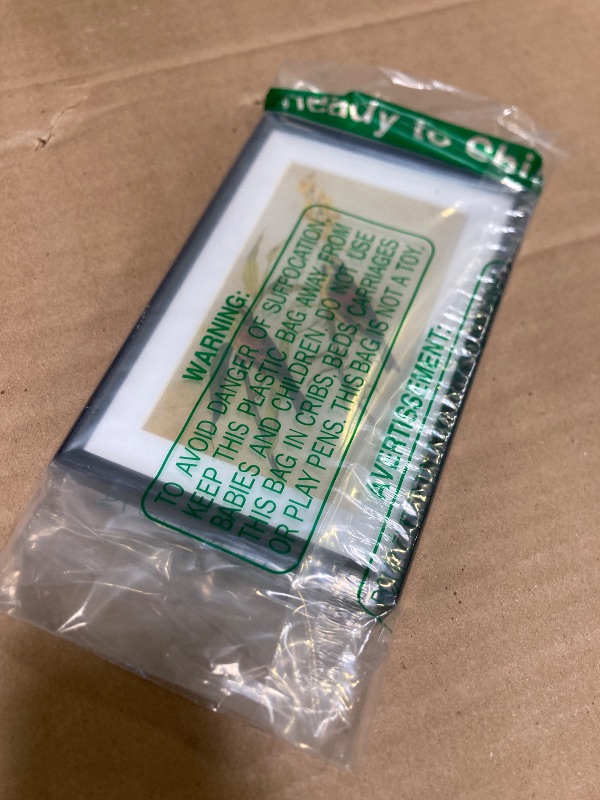 Ready to Shi
WARNING:
TO AVOID DANGER OF SUFFOCATION,
KEEP THIS PLASTIC BAG AWAY FROM
BABIES AND CHILDREN. DO NOT USE
THIS BAG IN CRIBS, BEDS, CARRIAGES
OR PLAY PENS. THIS BAG IS NOT A TOY.
AVERTISSEMENT: